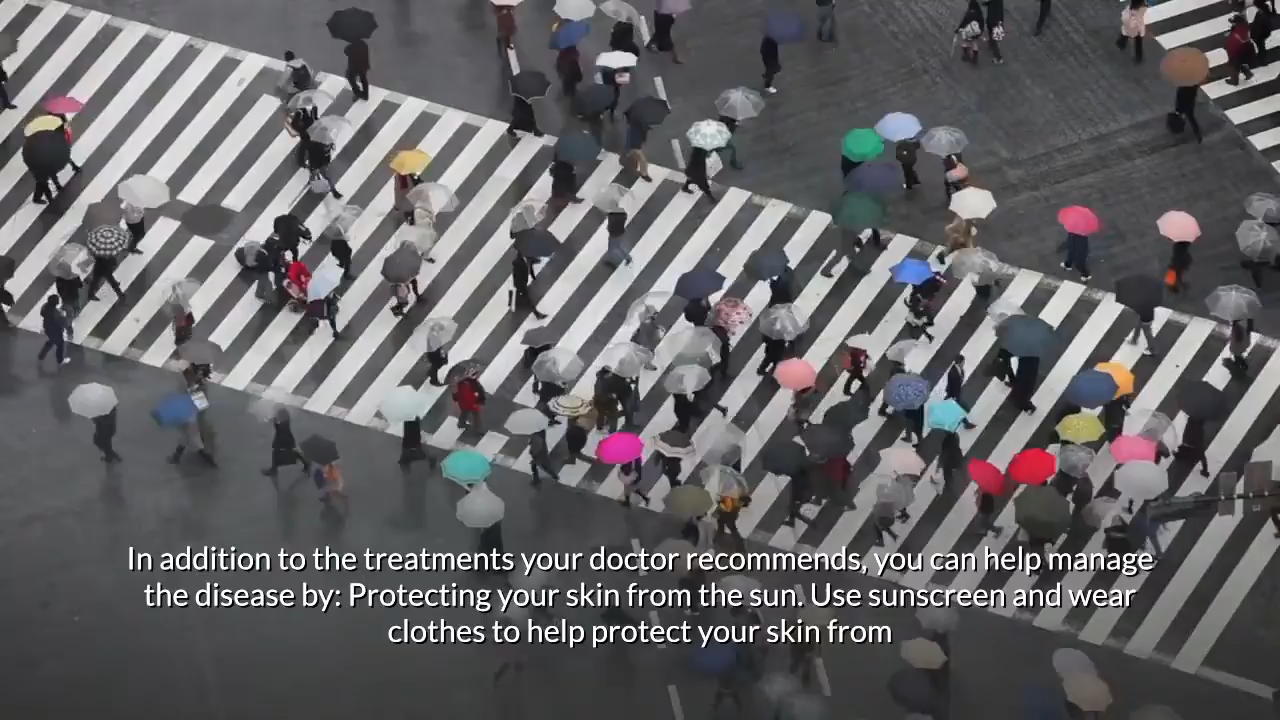 In addition to the treatments your doctor recommends, you can help manage
the disease by: Protecting your skin from the sun. Use sunscreen and wear
clothes to help protect your skin from